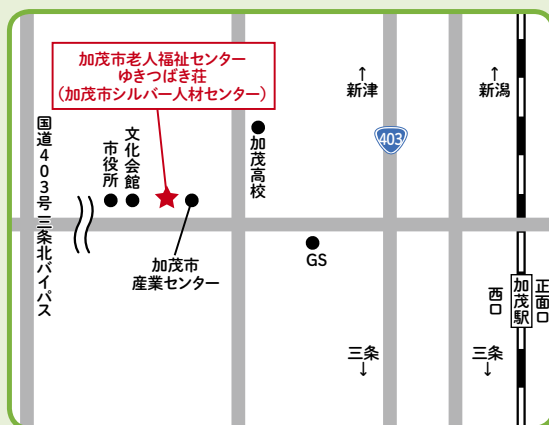 加茂市老人福祉センター
ゆきつばき荘
（加茂市シルバー人材センター）
↑
新津
↑
新潟
403
国道403号 三条北バイパス
市役所
文化会館
加茂高校
加茂市
産業センター
GS
西口
加茂駅
正面口
三条
↓
三条
↓